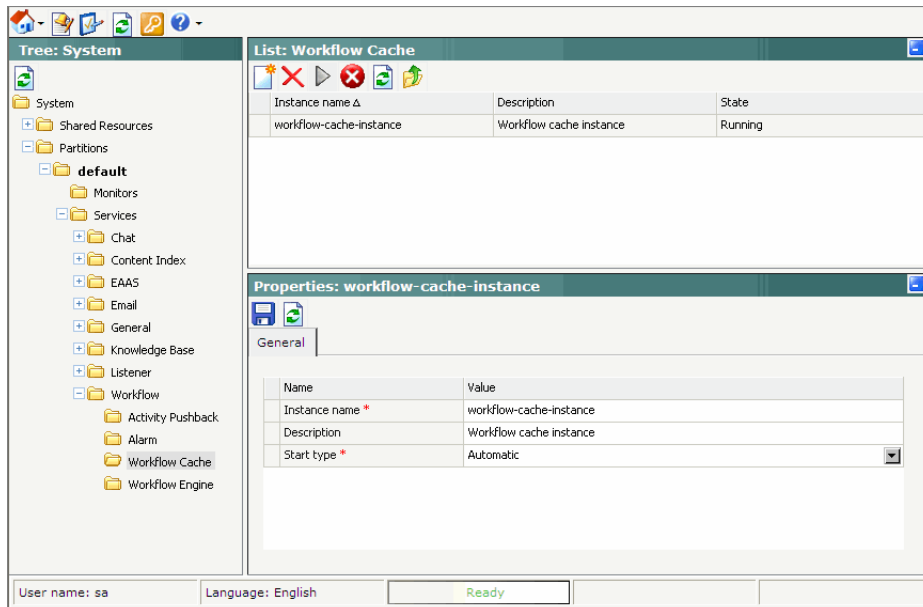 Tree: System
System
Shared Resources
Partitions
default
Monitors
Services
Chat
Content Index
EAAS
Email
General
Knowledge Base
Listener
Workflow
Activity Pushback
Alarm
Workflow Cache
Workflow Engine
List: Workflow Cache
Instance name Description State
workflow-cache-instance Workflow cache instance Running
Properties: workflow-cache-instance
General
Name Value
Instance name * workflow-cache-instance
Description Workflow cache instance
Start type * Automatic
User name: sa Language: English Ready